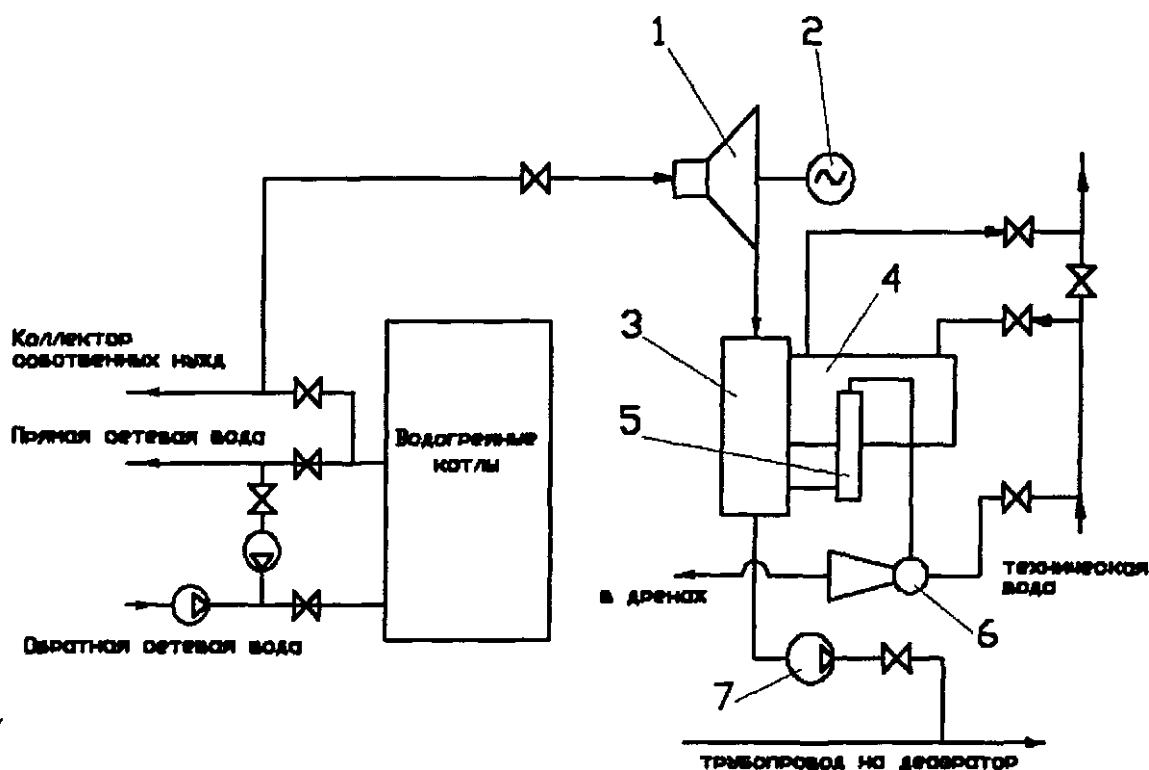 1
2
3
4
5
6
7
Коллектор
собственных нужд
Прямая сетевая вода
Водогрейные
котлы
Обратная сетевая вода
в дренаж
техническая
вода
трубопровод на деаэратор